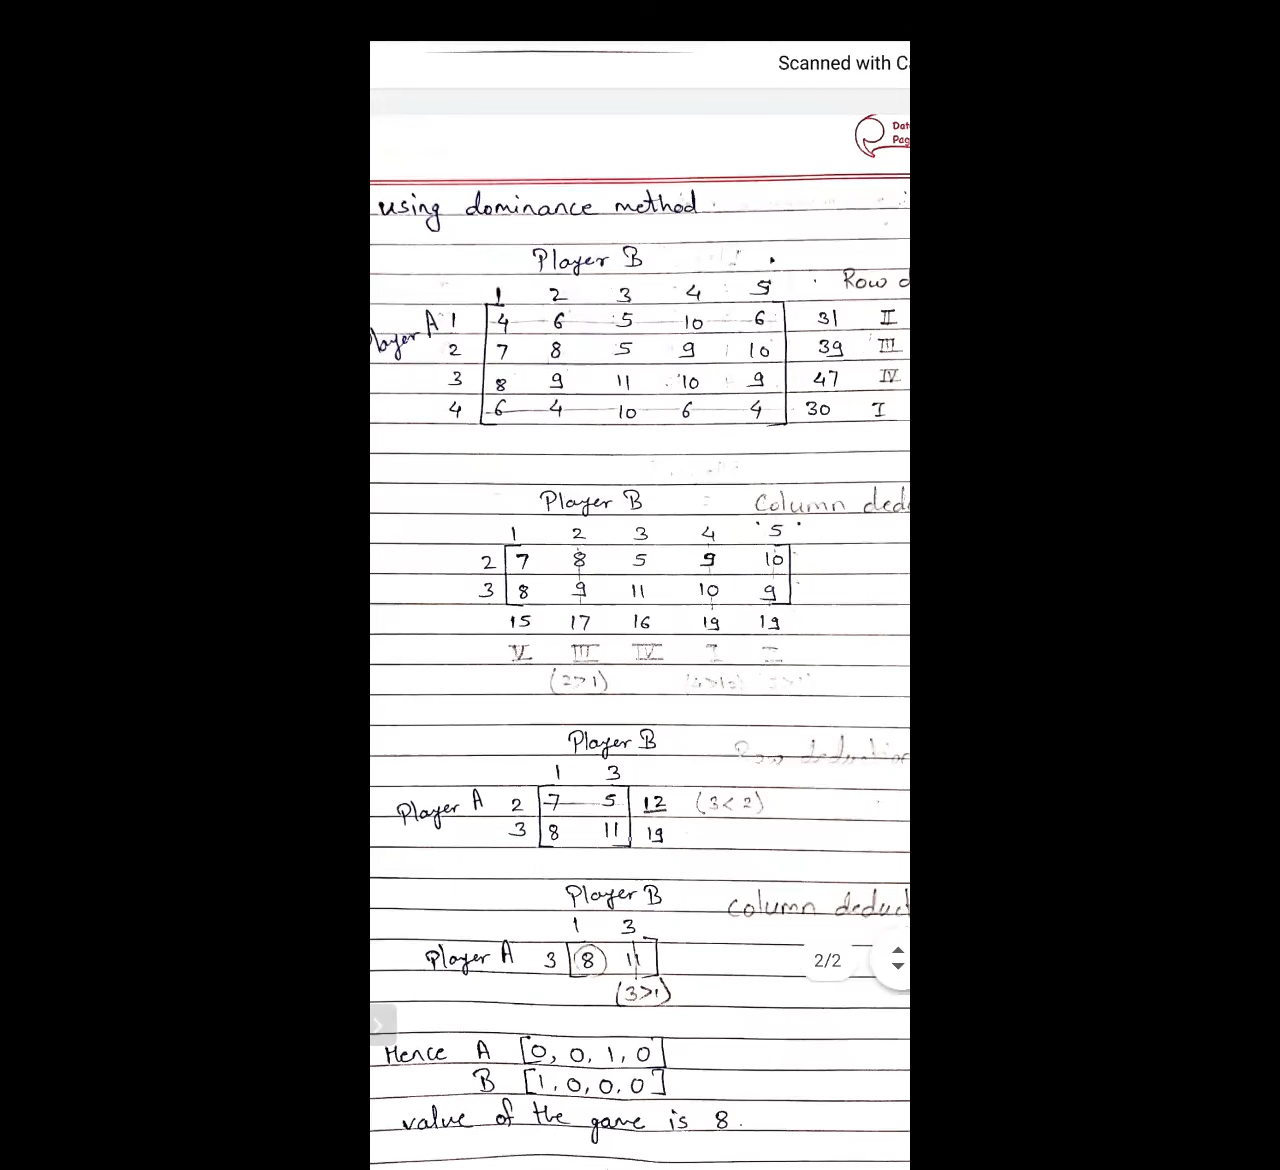 Scanned with C
Dat
Pag
using dominance method.
Player B
1 2 3 4 5 Row d
Player A 1 4 6 5 10 6 31 II
2 7 8 5 9 10 39 III
3 8 9 11 10 9 47 IV
4 6 4 10 6 4 30 I
Player B Column ded
1 2 3 4 5
2 7 8 5 9 10
3 8 9 11 10 9
15 17 16 19 19
V III IV I
(2>1)
Player B Row deduction
1 3
Player A 2 7 5 12 (3<2)
3 8 11 19
Player B column deduct
1 3
Player A 3 8 11 2/2
(3>1)
Hence A [0, 0, 1, 0]
B [1, 0, 0, 0]
value of the game is 8.